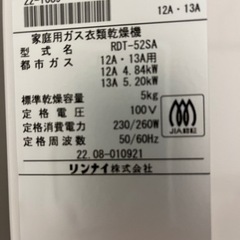 12A・13A
家庭用ガス衣類乾燥機
型名 RDT-52SA
都市ガス 12A・13A用
12A 4.84kW
13A 5.20kW
標準乾燥容量 5kg
定格電圧 100V
定格消費電力 230/260W
定格周波数 50/60Hz
22.08-010921
リンナイ株式会社